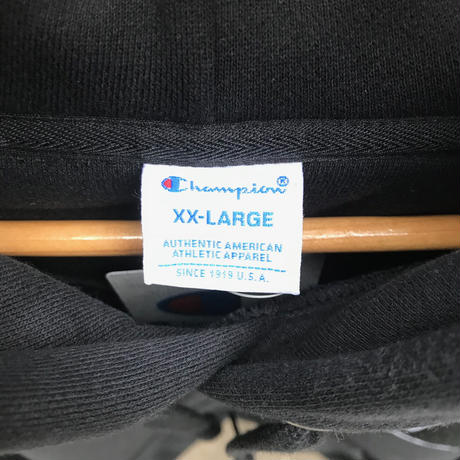 Champion®
XX-LARGE
AUTHENTIC AMERICAN
ATHLETIC APPAREL
SINCE 1919 U.S.A.